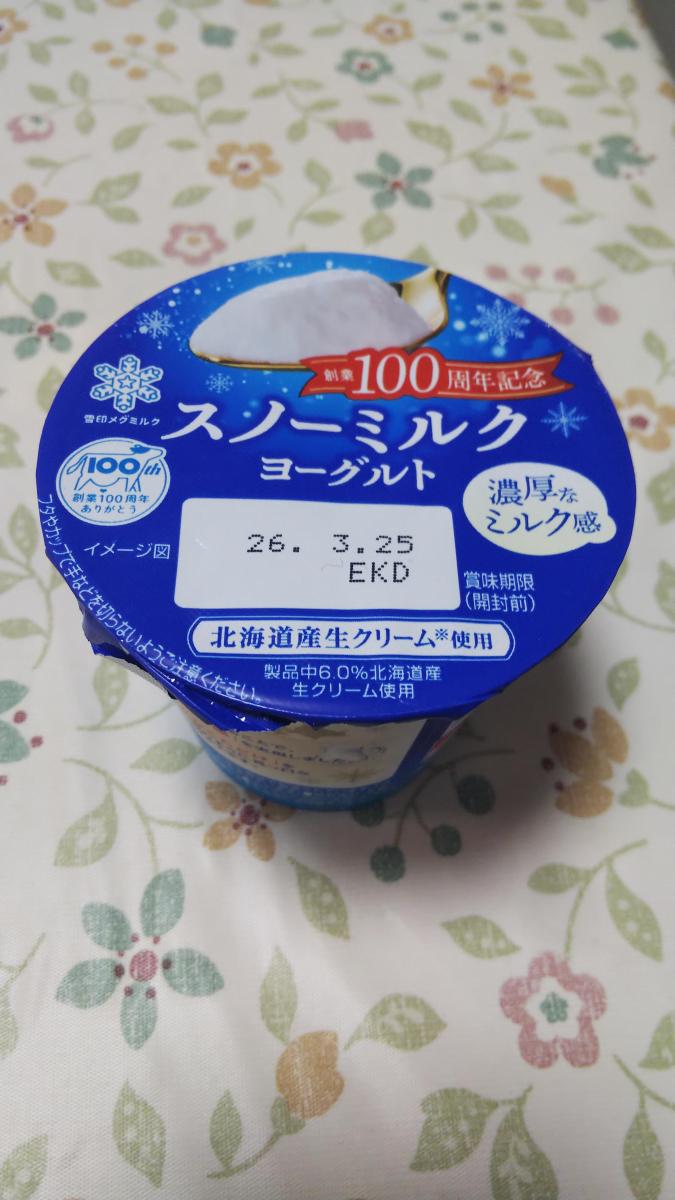 創業100周年記念
雪印メグミルク
スノーミルク
ヨーグルト
100th
創業100周年
ありがとう
濃厚な
ミルク感
イメージ図
26. 3.25
EKD
賞味期限
(開封前)
北海道産生クリーム※使用
製品中6.0%北海道産
生クリーム使用
フタやカップで手などを切らないようご注意ください。